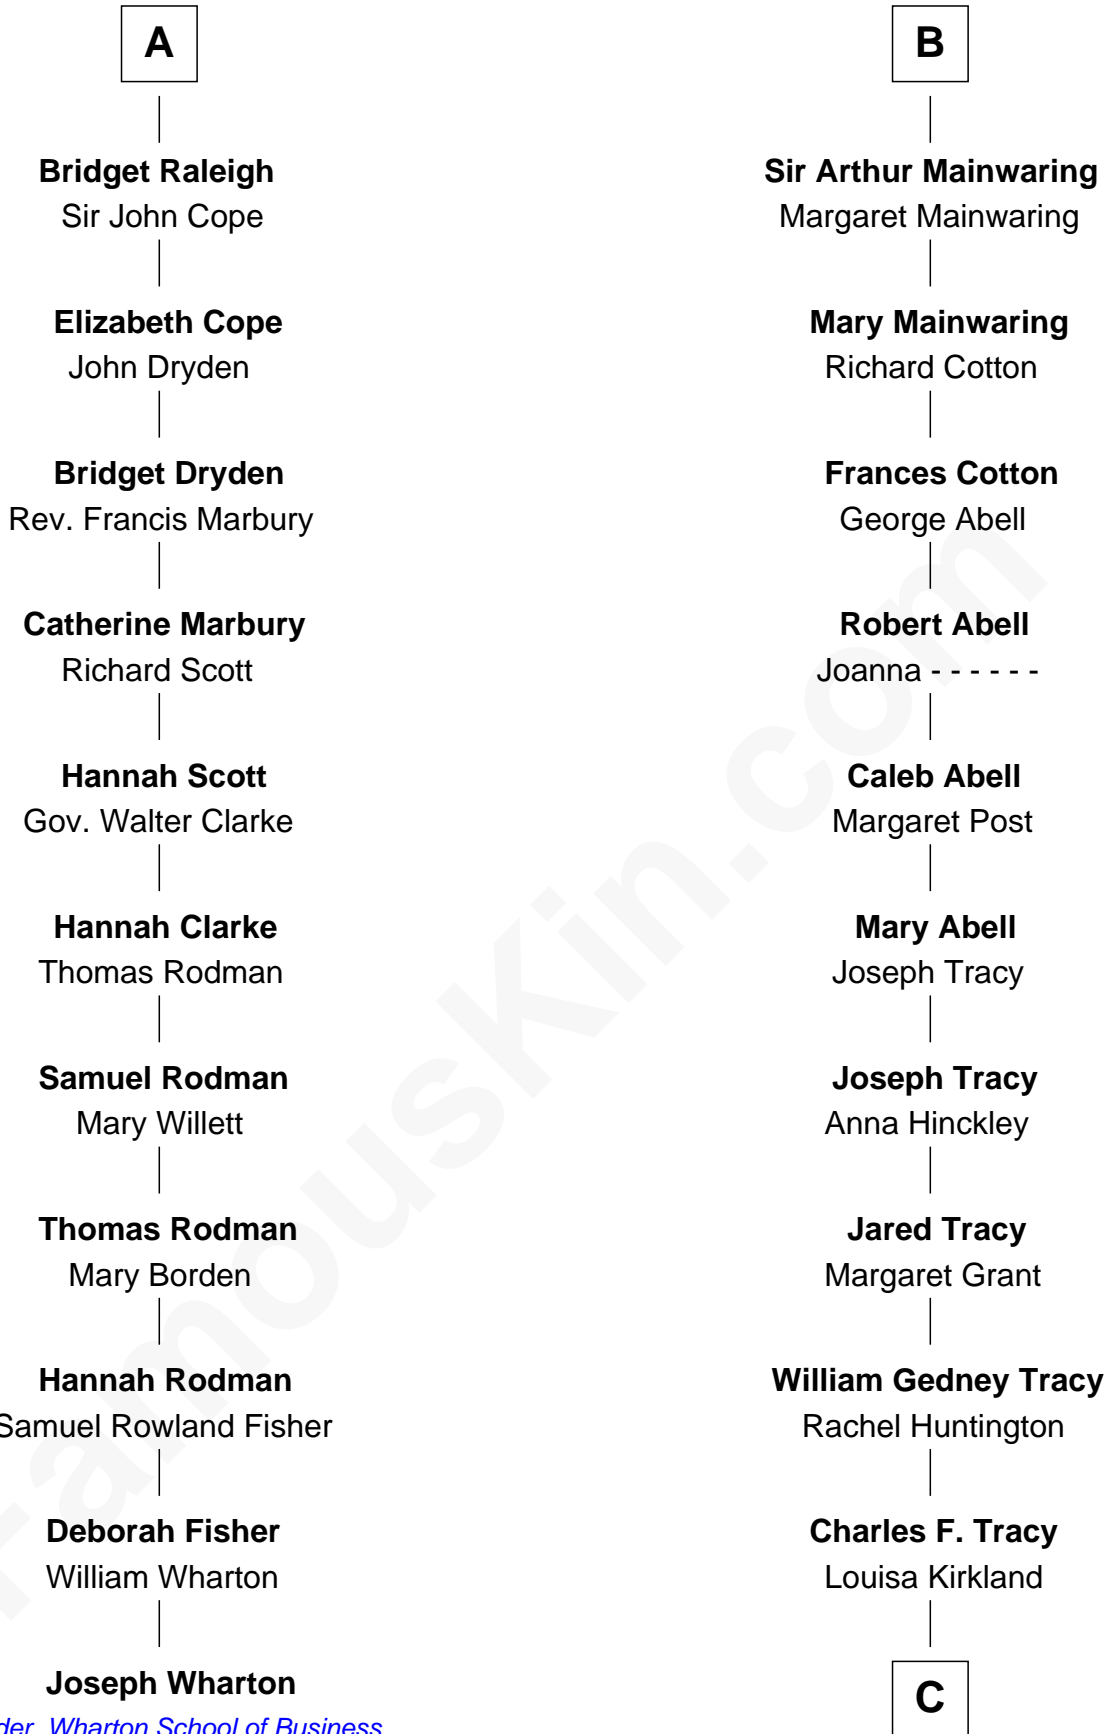 A
Bridget Raleigh
Sir John Cope
Elizabeth Cope
John Dryden
Bridget Dryden
Rev. Francis Marbury
Catherine Marbury
Richard Scott
Hannah Scott
Gov. Walter Clarke
Hannah Clarke
Thomas Rodman
Samuel Rodman
Mary Willett
Thomas Rodman
Mary Borden
Hannah Rodman
Samuel Rowland Fisher
Deborah Fisher
William Wharton
Joseph Wharton
Wharton School of Business
B
Sir Arthur Mainwaring
Margaret Mainwaring
Mary Mainwaring
Richard Cotton
Frances Cotton
George Abell
Robert Abell
Joanna - - - - - -
Caleb Abell
Margaret Post
Mary Abell
Joseph Tracy
Joseph Tracy
Anna Hinckley
Jared Tracy
Margaret Grant
William Gedney Tracy
Rachel Huntington
Charles F. Tracy
Louisa Kirkland
C
FamousKin.com